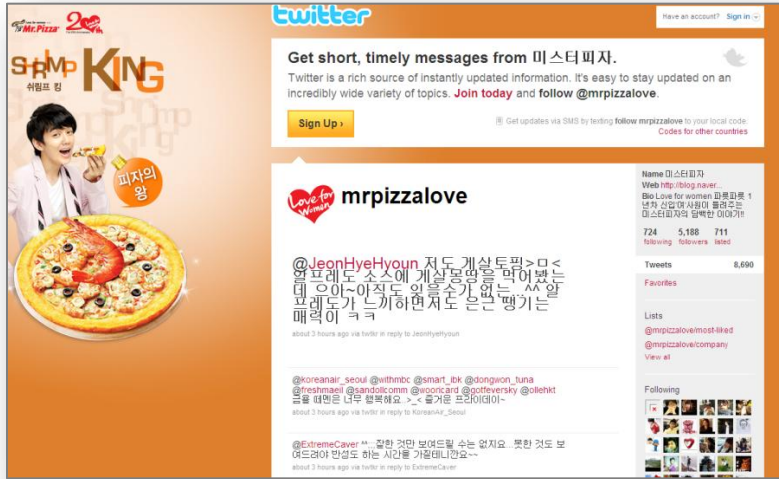 Mr.Pizza
Love for Women
twitter
Have an account? Sign in
SHRIMP KING
쉬림프 킹
피자의
왕
Get short, timely messages from 미스터피자.
Twitter is a rich source of instantly updated information. It's easy to stay updated on an
incredibly wide variety of topics. Join today and follow @mrpizzalove.
Sign Up ›
Get updates via SMS by texting follow mrpizzalove to your local code.
Codes for other countries
Love for
Women
mrpizzalove
@JeonHyeHyoun 저도 게살토핑>ㅁ<
알프레도 소스에 게살몽땅을 먹어봤는
데 으아~아직도 잊을수가 없는...^^ 알
프레도가 느끼하면서도 은근 땡기는
매력이 ㅋㅋ
about 3 hours ago via twtkr in reply to JeonHyeHyoun
@koreanair_seoul @withmbc @smart_ibk @dongwon_tuna
@freshmaeil @sandollcomm @wooricard @gotfeversky @ollehkt
금욜 때멘은 너무 행복해요..>_< 즐거운 프라이데이~
about 3 hours ago via twtkr in reply to KoreanAir_Seoul
@ExtremeCaver ^^;;;잘한 것만 보여드릴 수는 없지요...못한 것도 보
여드려야 반성도 하는 시간을 가질테니깐요~~
about 3 hours ago via twtkr in reply to ExtremeCaver
Name 미스터피자
Web http://blog.naver...
Bio Love for women 파릇파릇 1
년차 신입'여'사원이 들려주는
미스터피자의 담백한 이야기!!
724 5,188 711
following followers listed
Tweets 8,690
Favorites
Lists
@mrpizzalove/most-liked
@mrpizzalove/company
View all
Following